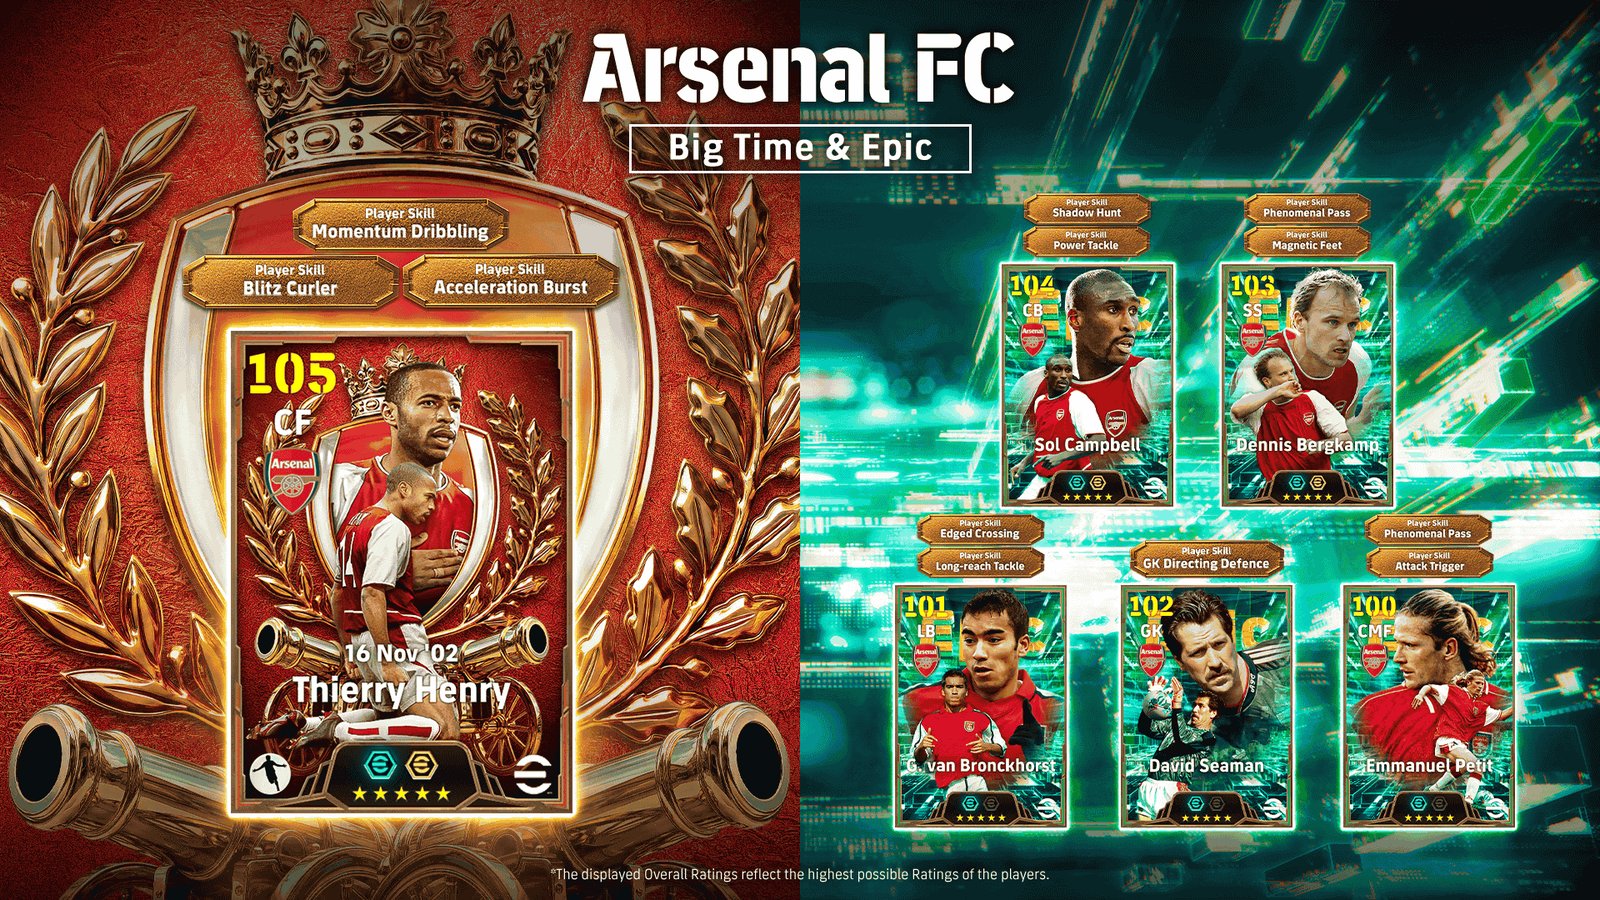 Arsenal FC
Big Time & Epic
Player Skill
Momentum Dribbling
Player Skill
Blitz Curler
Player Skill
Acceleration Burst
105
CF
Arsenal
16 Nov '02
Thierry Henry
Player Skill
Shadow Hunt
Player Skill
Power Tackle
104
CB
Arsenal
Sol Campbell
Player Skill
Phenomenal Pass
Player Skill
Magnetic Feet
103
SS
Arsenal
Dennis Bergkamp
Player Skill
Edged Crossing
Player Skill
Long-reach Tackle
101
LB
Arsenal
G. van Bronckhorst
Player Skill
GK Directing Defence
102
GK
Arsenal
David Seaman
Player Skill
Phenomenal Pass
Player Skill
Attack Trigger
100
CMF
Arsenal
Emmanuel Petit
*The displayed Overall Ratings reflect the highest possible Ratings of the players.